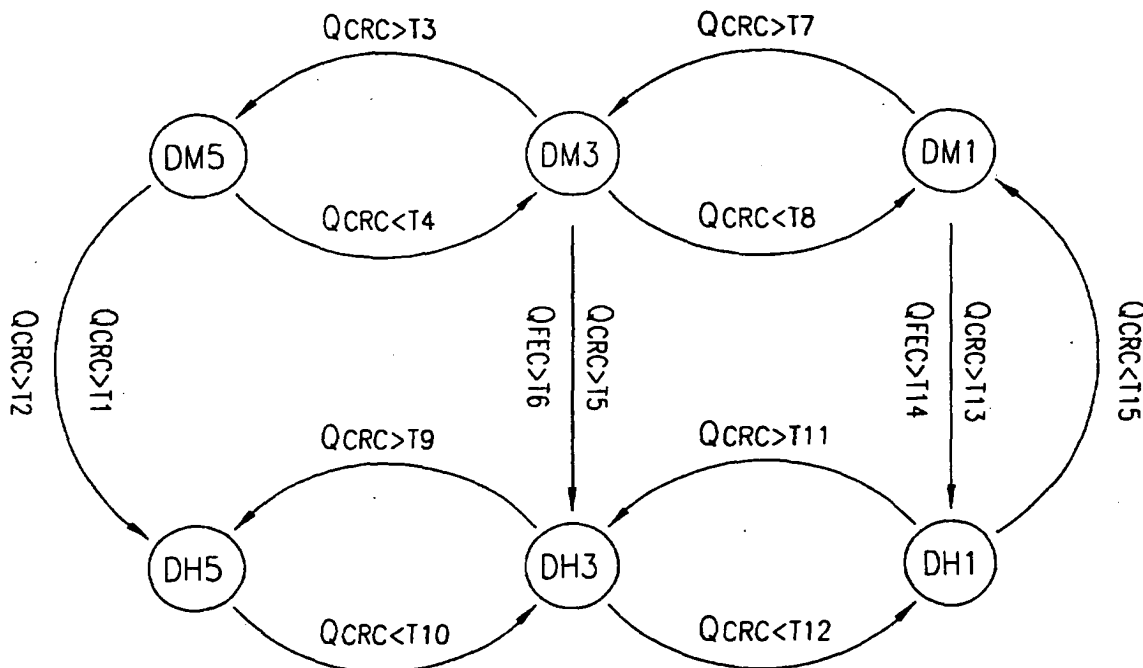 QCRC>T3
QCRC>T7
DM5
DM3
DM1
QCRC<T4
QCRC<T8
QCRC>T2
QCRC>T1
QFEC>T6
QCRC>T5
QFEC>T14
QCRC>T13
QCRC<T15
QCRC>T9
QCRC>T11
DH5
DH3
DH1
QCRC<T10
QCRC<T12